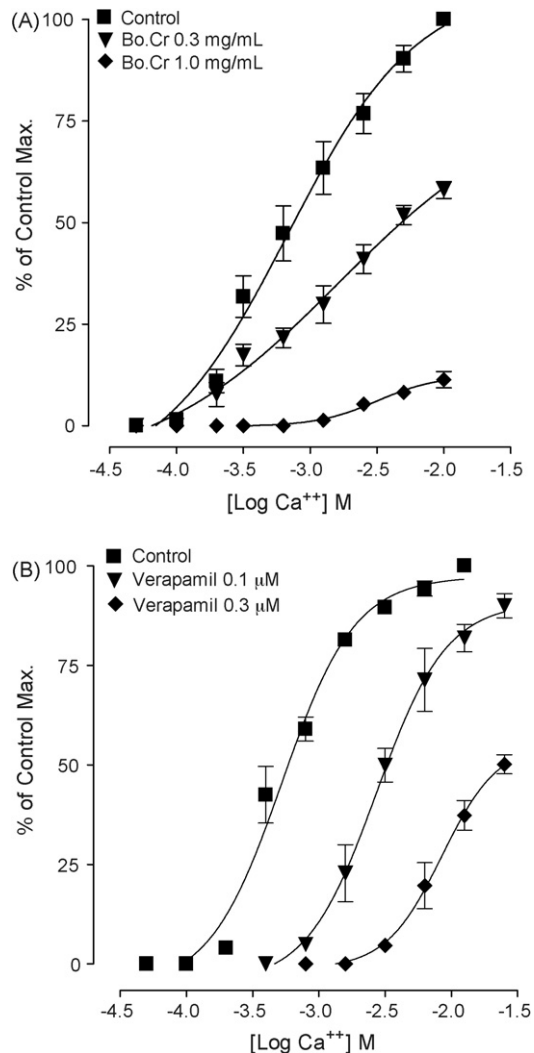 (A)
Control
Bo.Cr 0.3 mg/mL
Bo.Cr 1.0 mg/mL
% of Control Max.
100
75
50
25
0
-4.5 -4.0 -3.5 -3.0 -2.5 -2.0 -1.5
[Log Ca⁺⁺] M
(B)
Control
Verapamil 0.1 μM
Verapamil 0.3 μM
% of Control Max.
100
75
50
25
0
-4.5 -4.0 -3.5 -3.0 -2.5 -2.0 -1.5
[Log Ca⁺⁺] M